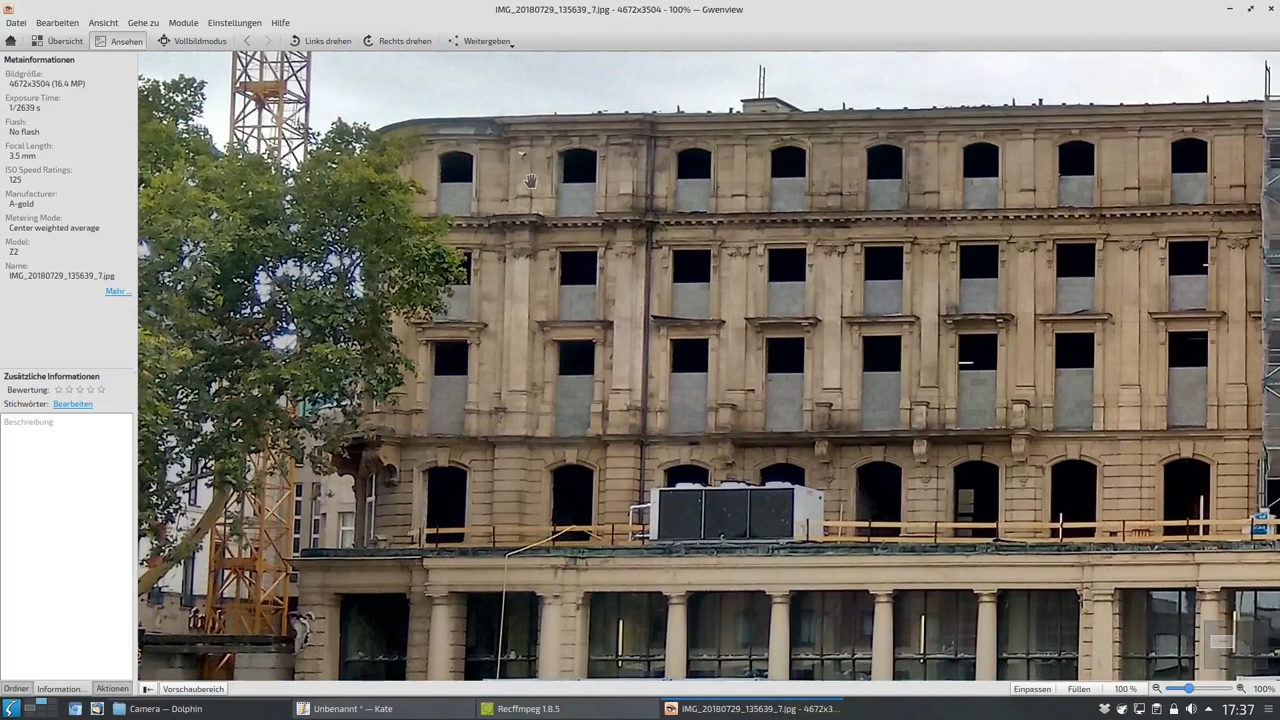 IMG_20180729_135639_7.jpg - 4672x3504 - 100% — Gwenview
Datei Bearbeiten Ansicht Gehe zu Module Einstellungen Hilfe
Übersicht Ansehen Vollbildmodus Links drehen Rechts drehen Weitergeben
Metainformationen
Bildgröße:
4672x3504 (16.4 MP)
Exposure Time:
1/2639 s
Flash:
No flash
Focal Length:
3.5 mm
ISO Speed Ratings:
125
Manufacturer:
A-gold
Metering Mode:
Center weighted average
Model:
Z2
Name:
IMG_20180729_135639_7.jpg
Mehr ...
Zusätzliche Informationen
Bewertung:
Stichwörter: Bearbeiten
Beschreibung
Ordner Information... Aktionen Vorschaubereich Einpassen Füllen 100 % 100%
Camera — Dolphin Unbenannt * — Kate Recffmpeg 1.8.5 IMG_20180729_135639_7.jpg - 4672x3... 17:37